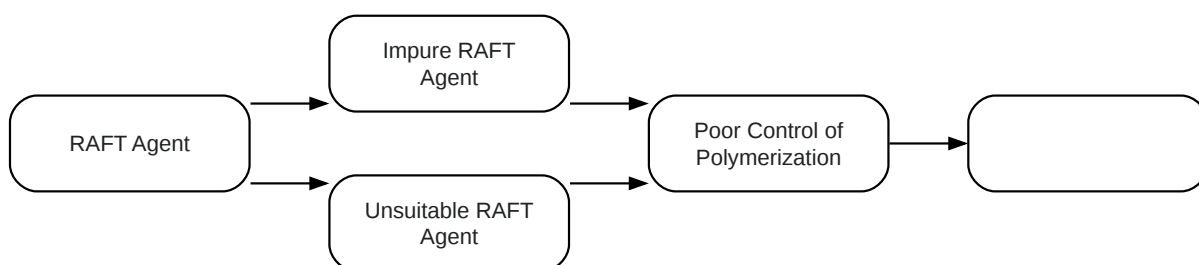 Impure RAFT
Agent
RAFT Agent
Poor Control of
Polymerization
Unsuitable RAFT
Agent